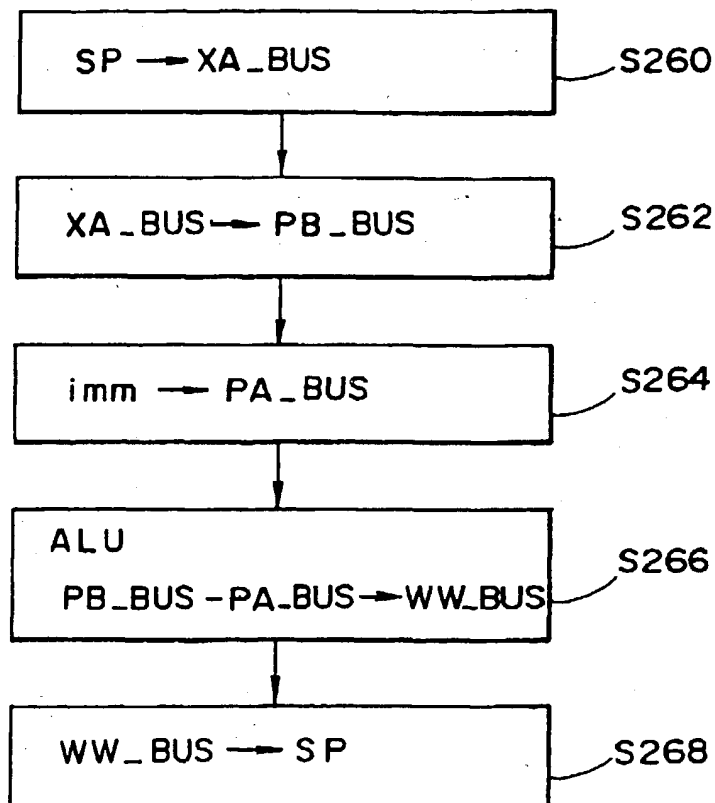 SP → XA_BUS
S260
XA_BUS → PB_BUS
S262
imm → PA_BUS
S264
ALU
PB_BUS – PA_BUS → WW_BUS
S266
WW_BUS → SP
S268